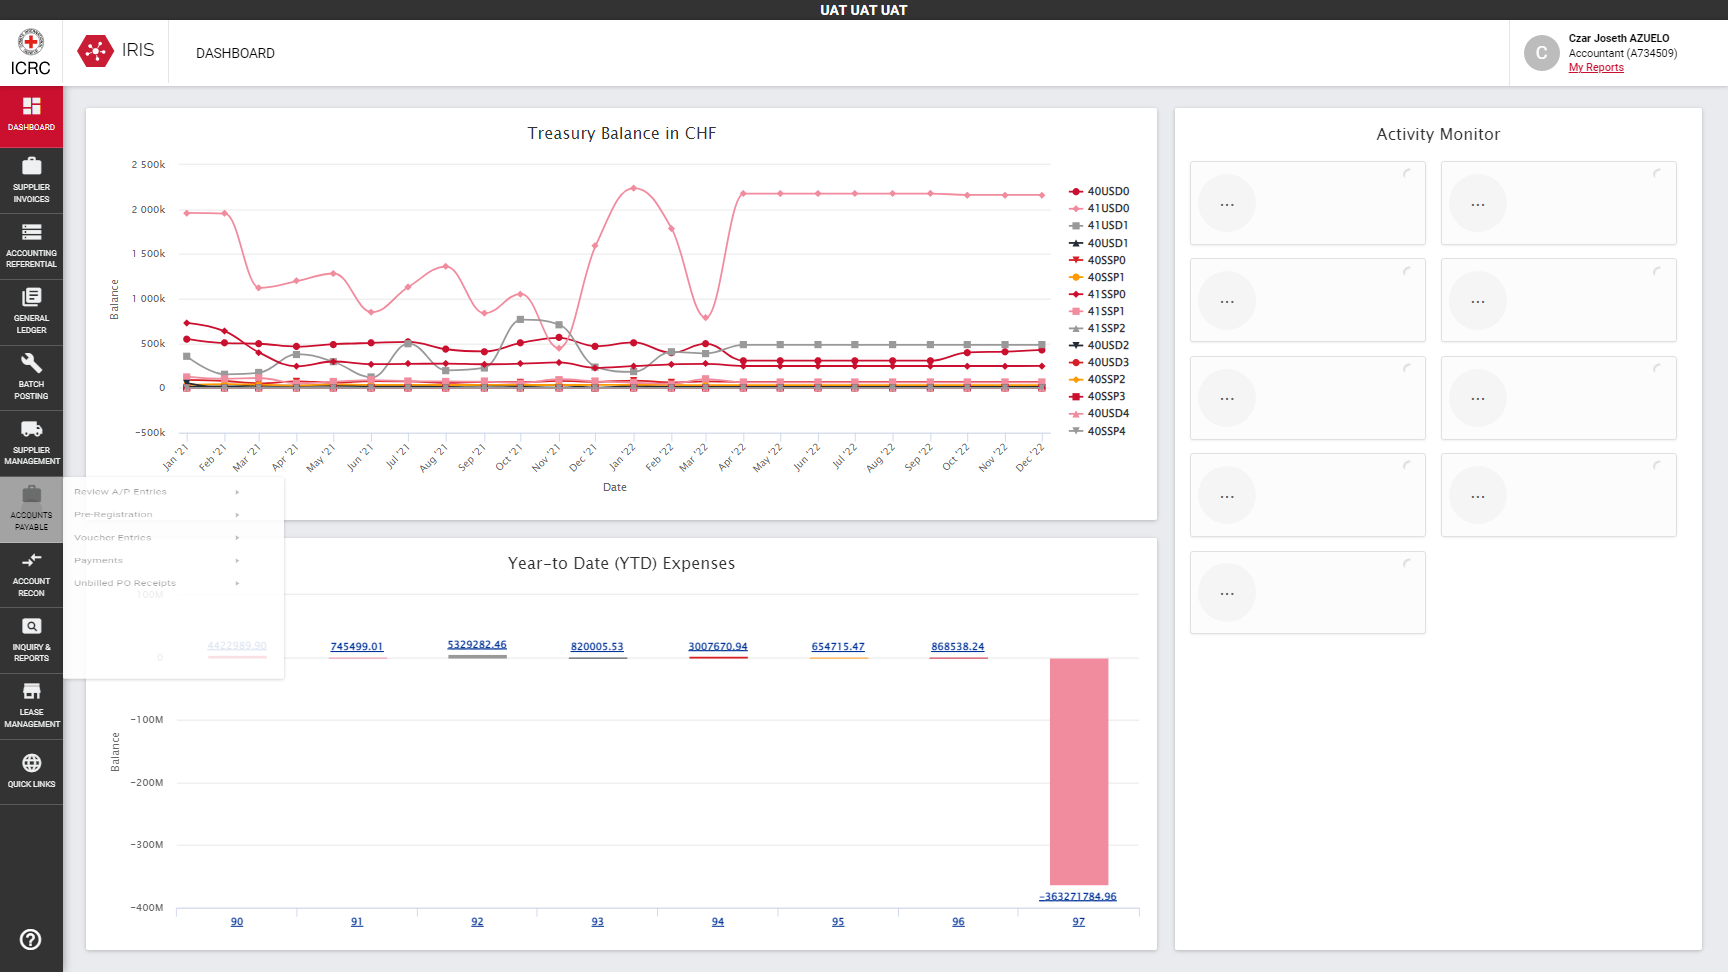 UAT UAT UAT
ICRC
IRIS
DASHBOARD
C
Czar Joseth AZUELO
Accountant (A734509)
My Reports
DASHBOARD
SUPPLIER
INVOICES
ACCOUNTING
REFERENTIAL
GENERAL
LEDGER
BATCH
POSTING
SUPPLIER
MANAGEMENT
ACCOUNTS
PAYABLE
ACCOUNT
RECON
INQUIRY &
REPORTS
LEASE
MANAGEMENT
QUICK LINKS
Review A/P Entries
Pre-Registration
Voucher Entries
Payments
Unbilled PO Receipts
Treasury Balance in CHF
Balance
2 500k
2 000k
1 500k
1 000k
500k
0
-500k
Jan '21
Feb '21
Mar '21
Apr '21
May '21
Jun '21
Jul '21
Aug '21
Sep '21
Oct '21
Nov '21
Dec '21
Jan '22
Feb '22
Mar '22
Apr '22
May '22
Jun '22
Jul '22
Aug '22
Sep '22
Oct '22
Nov '22
Dec '22
Date
40USD0
41USD0
41USD1
40USD1
40SSP0
40SSP1
41SSP0
41SSP1
41SSP2
40USD2
40USD3
40SSP2
40SSP3
40USD4
40SSP4
Year-to Date (YTD) Expenses
Balance
100M
0
-100M
-200M
-300M
-400M
4422989.90
745499.01
5329282.46
820005.53
3007670.94
654715.47
868538.24
-363271784.96
90
91
92
93
94
95
96
97
Activity Monitor
...
...
...
...
...
...
...
...
...